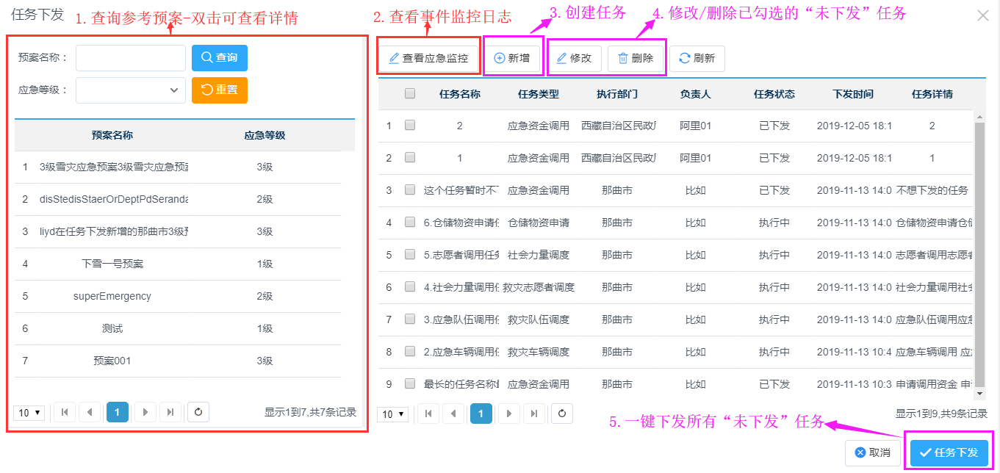 任务下发
1. 查询参考预案-双击可查看详情
2. 查看事件监控日志
3. 创建任务
4. 修改/删除已勾选的“未下发”任务
预案名称：
查询
应急等级：
重置
预案名称 应急等级
1 3级雪灾应急预案3级雪灾应急预案 3级
2 disStedisStaerOrDeptPdSeranda 2级
3 liyd在任务下发新增的那曲市3级预 3级
4 下雪一号预案 1级
5 superEmergency 2级
6 测试 1级
7 预案001 3级
10 1 显示1到7,共7条记录
查看应急监控 新增 修改 删除 刷新
任务名称 任务类型 执行部门 负责人 任务状态 下发时间 任务详情
1 2 应急资金调用 西藏自治区民政厅 阿里01 已下发 2019-12-05 18:1 2
2 1 应急资金调用 西藏自治区民政厅 阿里01 已下发 2019-12-05 18:1 1
3 这个任务暂时不下 应急资金调用 那曲市 比如 已下发 2019-11-13 14:0 不想下发的任务
4 6.仓储物资申请任 仓储物资申请 那曲市 比如 执行中 2019-11-13 14:0 仓储物资申请仓储
5 5.志愿者调用任务 社会力量调度 那曲市 比如 执行中 2019-11-13 14:0 志愿者调用志愿者
6 4.社会力量调用任 救灾志愿者调度 那曲市 比如 执行中 2019-11-13 14:0 社会力量调用社会
7 3.应急队伍调用任 救灾队伍调度 那曲市 比如 执行中 2019-11-13 14:0 应急队伍调用应急
8 2.应急车辆调用任 救灾车辆调度 那曲市 比如 执行中 2019-11-13 10:4 应急车辆调用 应急
9 最长的任务名称最 应急资金调用 那曲市 比如 已下发 2019-11-13 10:3 申请调用资金 申请
10 1 显示1到9,共9条记录
5. 一键下发所有“未下发”任务
取消 任务下发